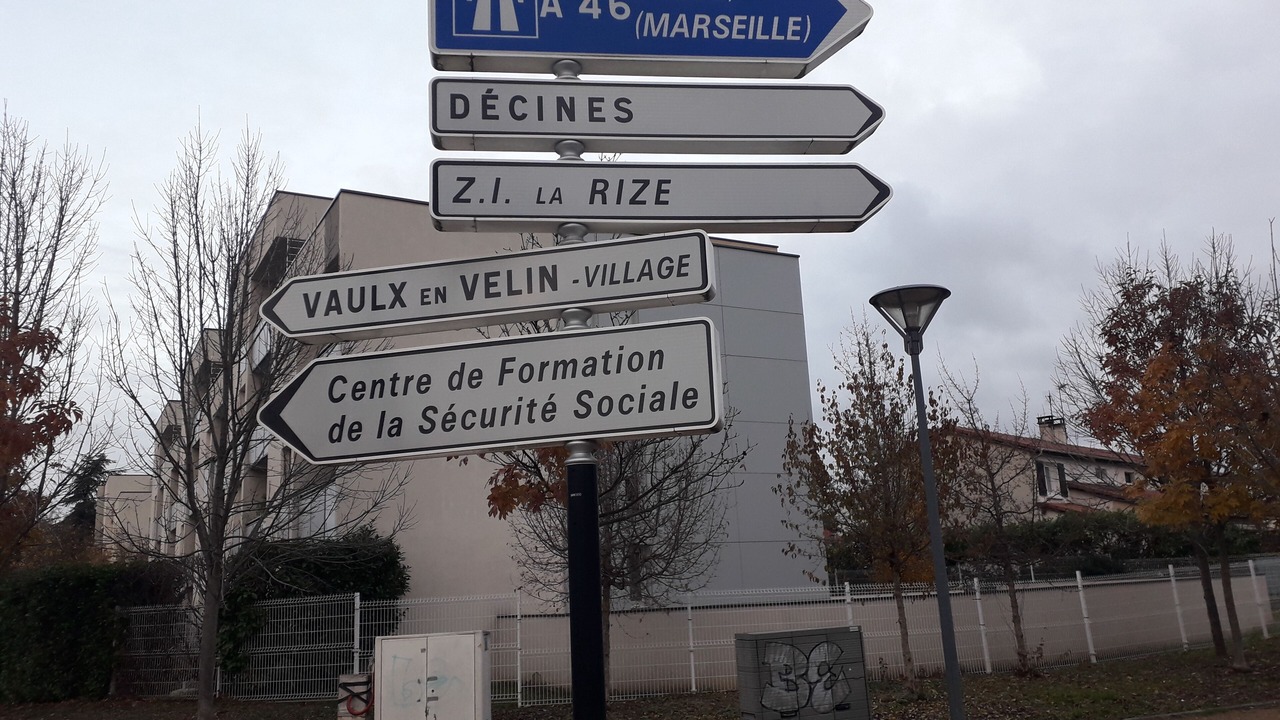 A 46
(MARSEILLE)
DÉCINES
Z.I. LA RIZE
VAULX EN VELIN -VILLAGE
Centre de Formation
de la Sécurité Sociale